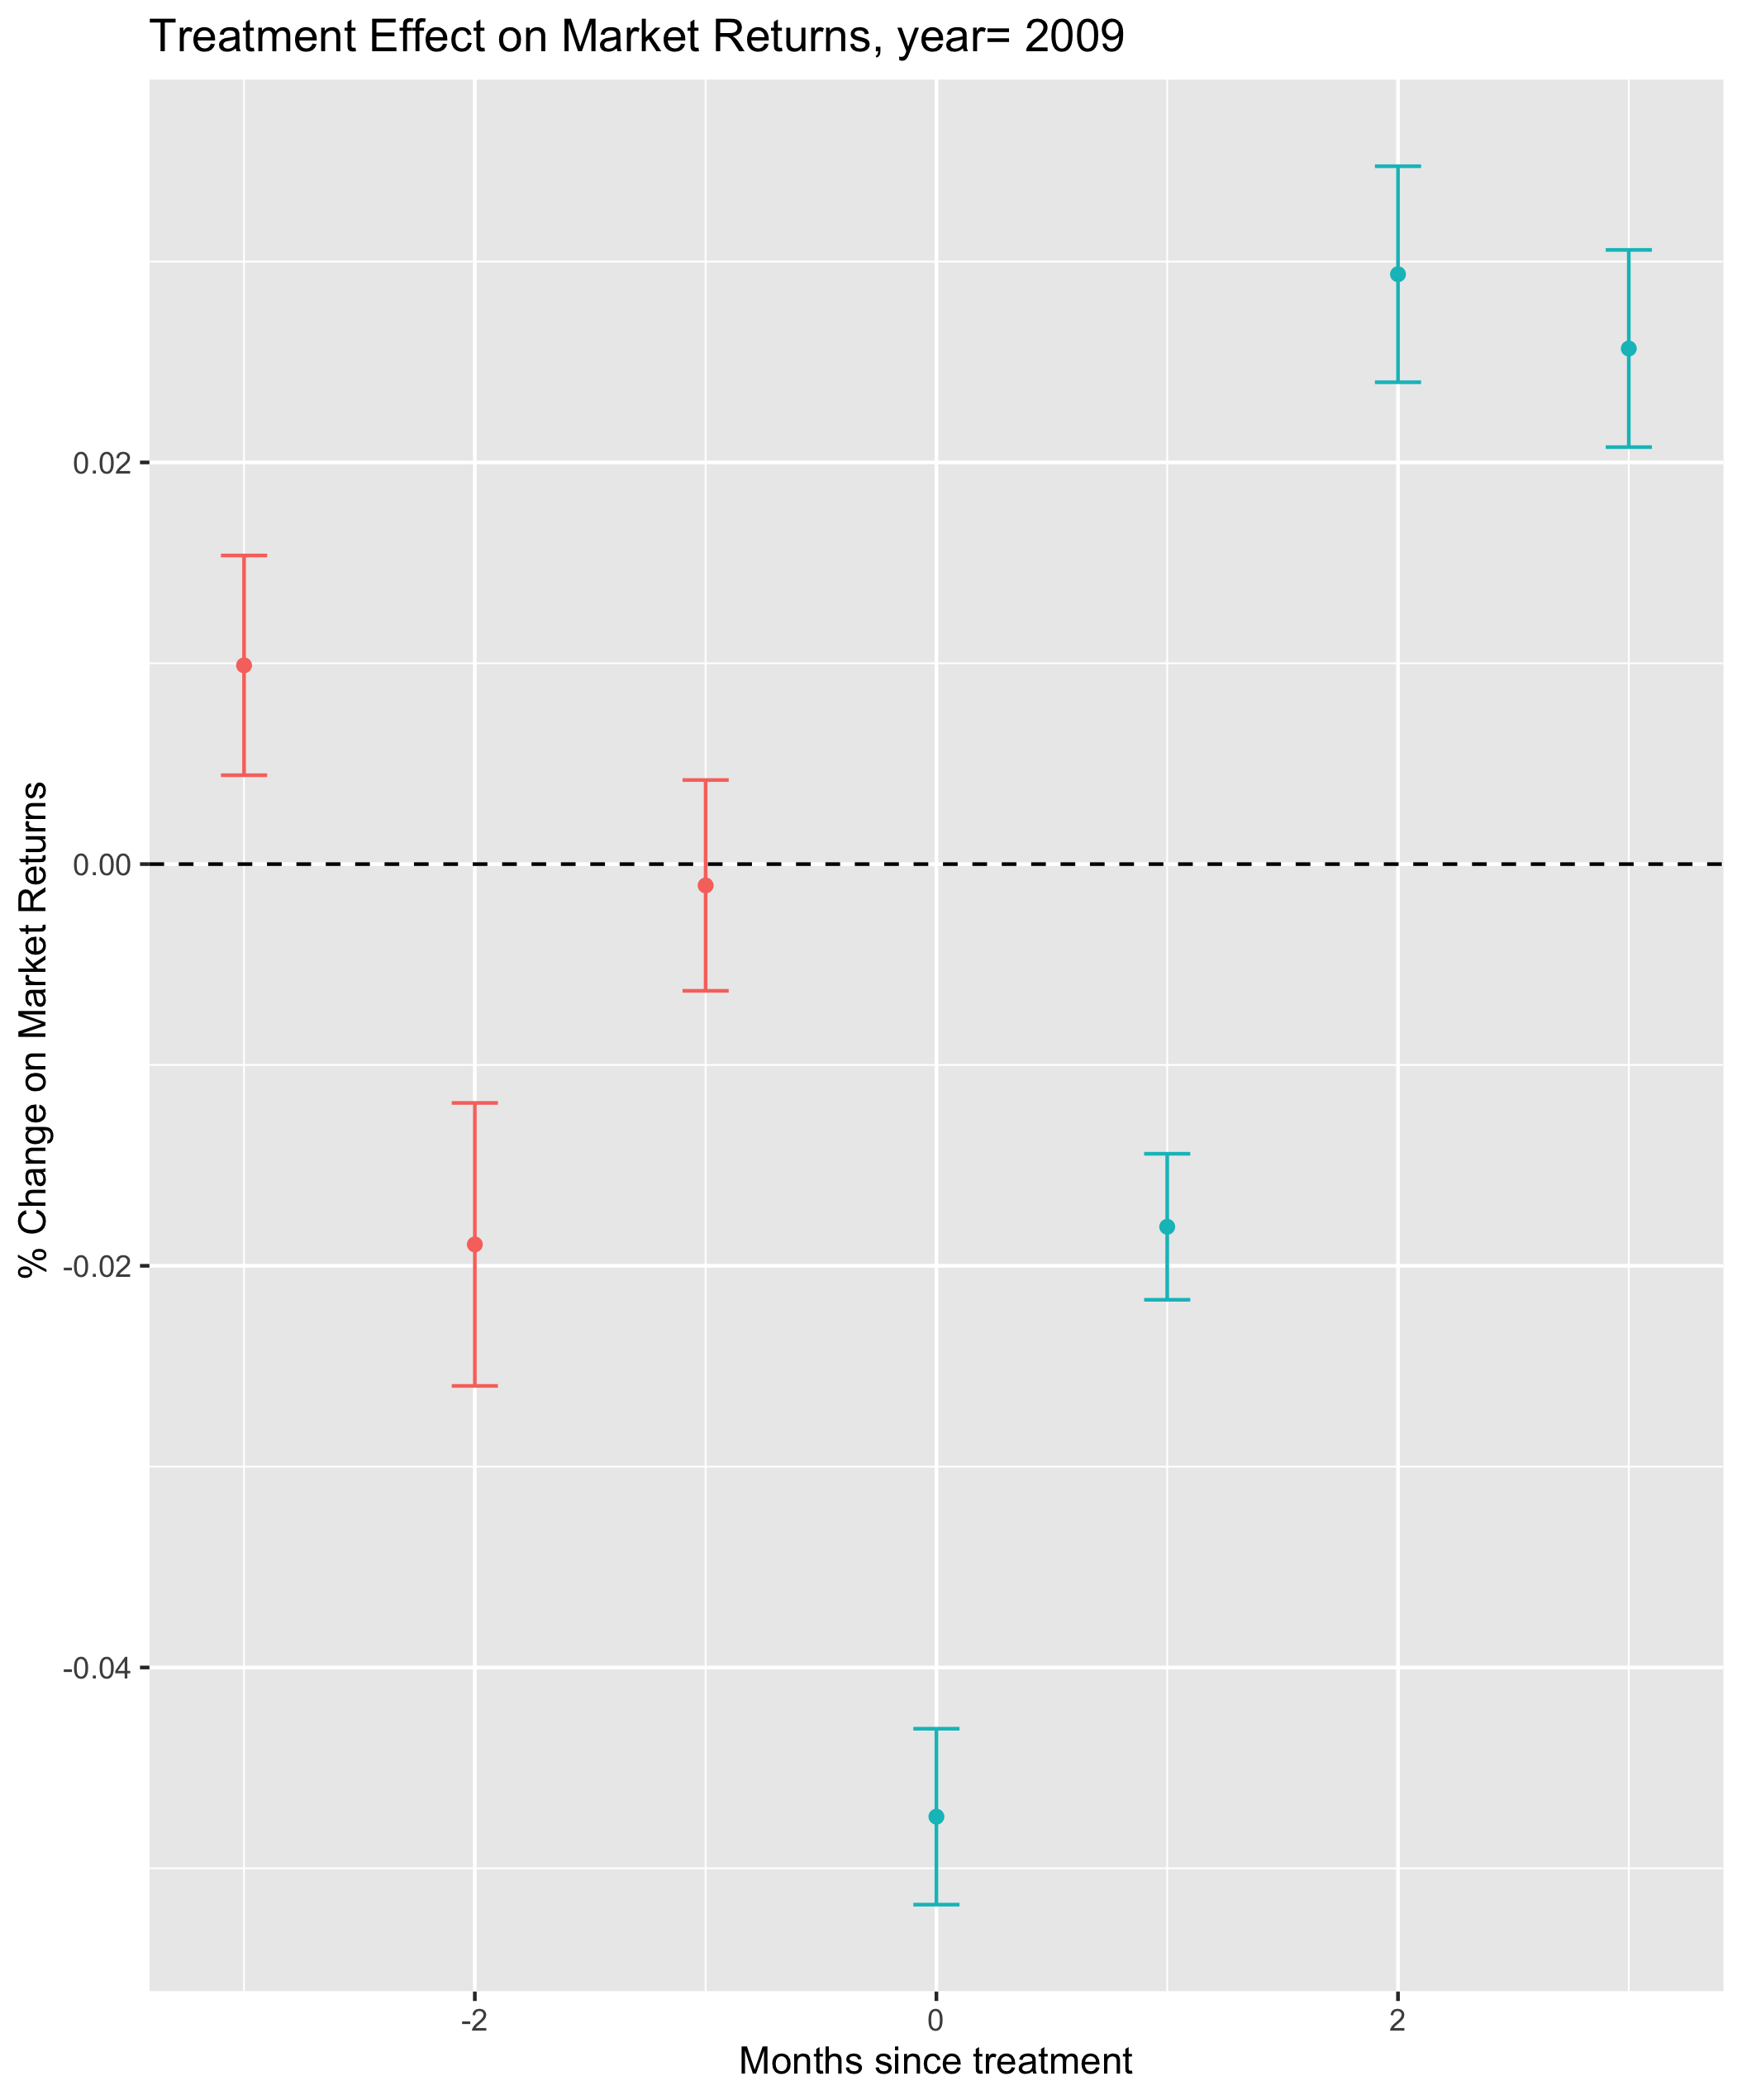 Treatment Effect on Market Returns, year= 2009
% Change on Market Returns
0.02
0.00
-0.02
-0.04
-2
0
2
Months since treatment